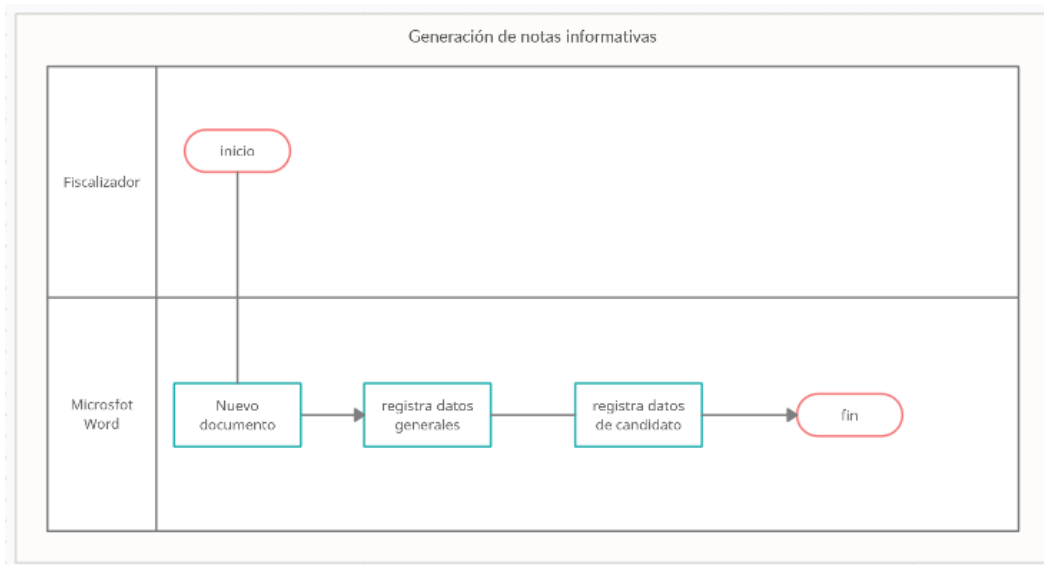 Generación de notas informativas
Fiscalizador
inicio
Microsfot
Word
Nuevo
documento
registra datos
generales
registra datos
de candidato
fin